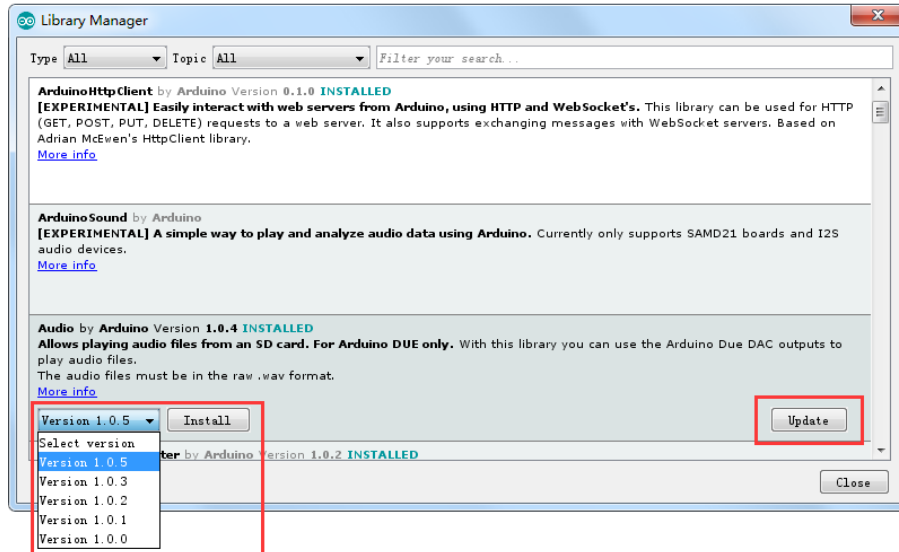 Library Manager
Type All Topic All Filter your search...
ArduinoHttpClient by Arduino Version 0.1.0 INSTALLED
[EXPERIMENTAL] Easily interact with web servers from Arduino, using HTTP and WebSocket's. This library can be used for HTTP
(GET, POST, PUT, DELETE) requests to a web server. It also supports exchanging messages with WebSocket servers. Based on
Adrian McEwen's HttpClient library.
More info
ArduinoSound by Arduino
[EXPERIMENTAL] A simple way to play and analyze audio data using Arduino. Currently only supports SAMD21 boards and I2S
audio devices.
More info
Audio by Arduino Version 1.0.4 INSTALLED
Allows playing audio files from an SD card. For Arduino DUE only. With this library you can use the Arduino Due DAC outputs to
play audio files.
The audio files must be in the raw .wav format.
More info
Version 1.0.5 Install Update
Select version
Version 1.0.5 ter by Arduino Version 1.0.2 INSTALLED
Version 1.0.3
Close
Version 1.0.2
Version 1.0.1
Version 1.0.0